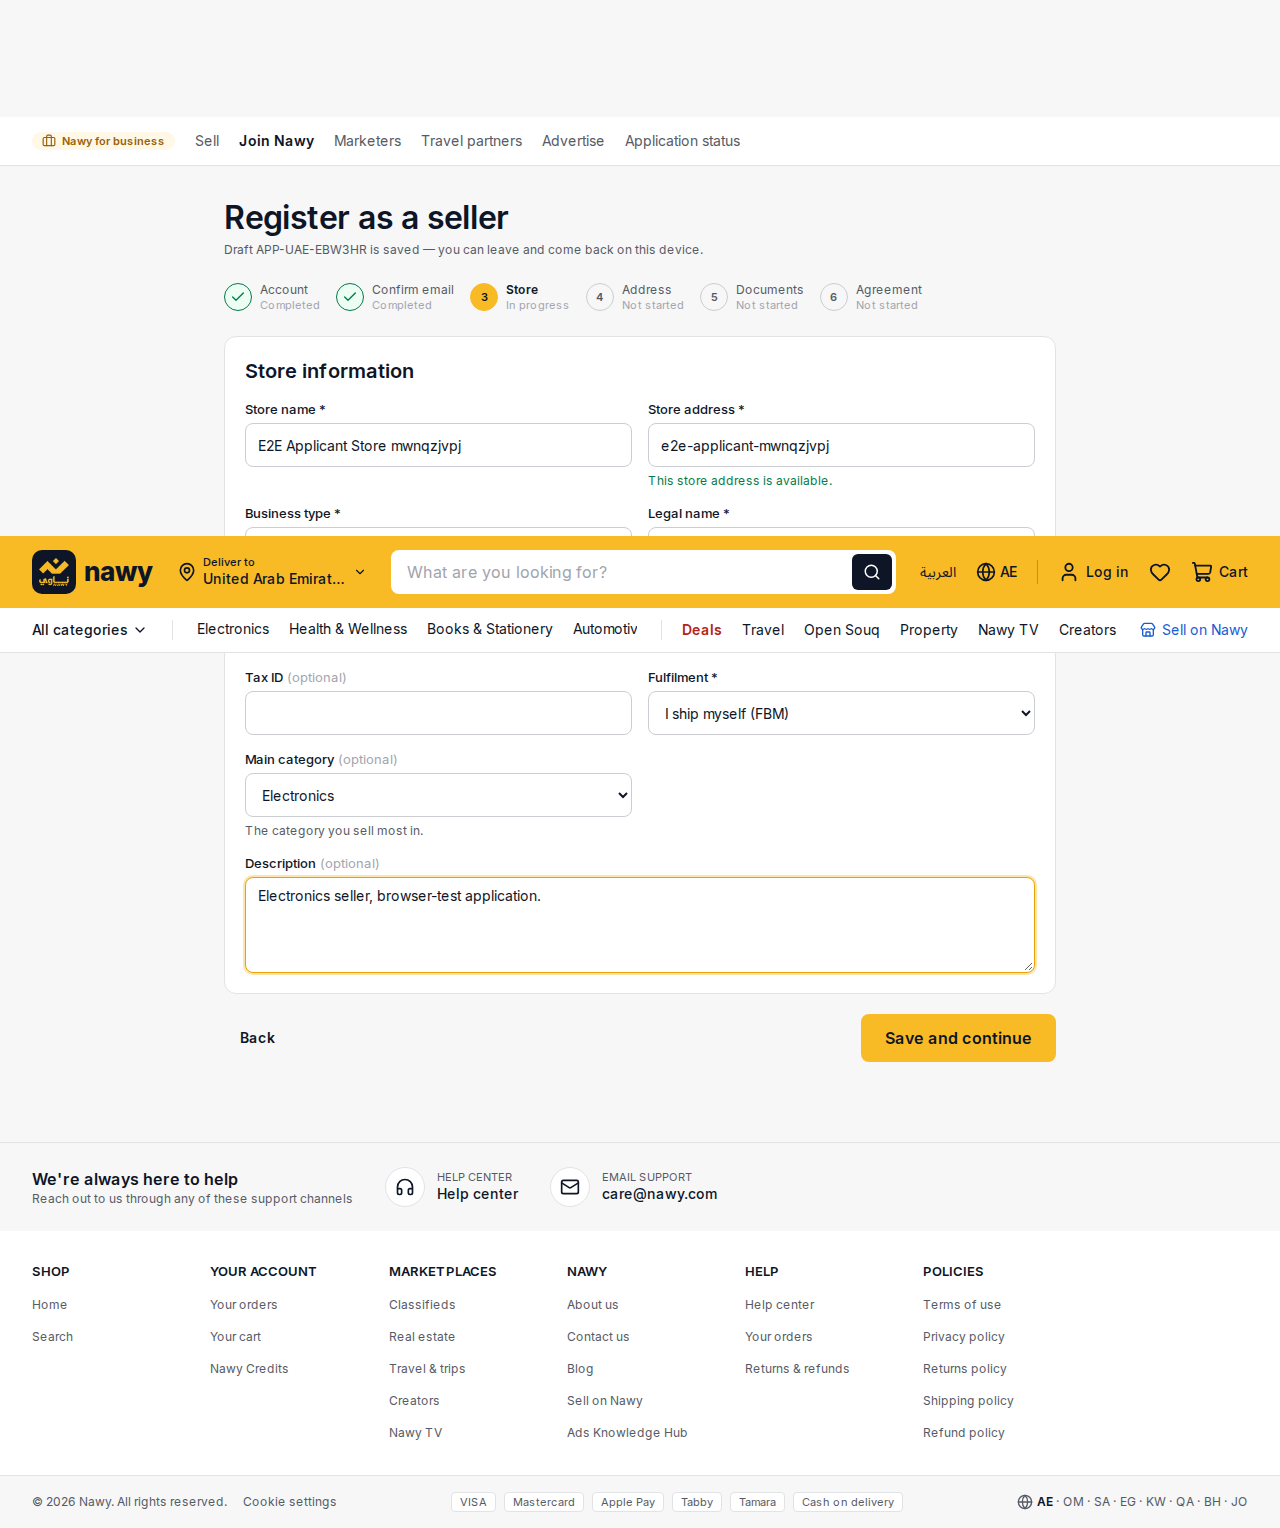 Nawy for business
Sell
Join Nawy
Marketers
Travel partners
Advertise
Application status
Register as a seller
Draft APP-UAE-EBW3HR is saved — you can leave and come back on this device.
Account
Completed
Confirm email
Completed
3
Store
In progress
4
Address
Not started
5
Documents
Not started
6
Agreement
Not started
Store information
Store name *
Store address *
E2E Applicant Store mwnqzjvpj
e2e-applicant-mwnqzjvpj
This store address is available.
Business type *
Legal name *
ناوي
NAWY
nawy
Deliver to
United Arab Emirat...
What are you looking for?
العربية
AE
Log in
Cart
All categories
Electronics
Health & Wellness
Books & Stationery
Automotiv
Deals
Travel
Open Souq
Property
Nawy TV
Creators
Sell on Nawy
Tax ID (optional)
Fulfilment *
I ship myself (FBM)
Main category (optional)
Electronics
The category you sell most in.
Description (optional)
Electronics seller, browser-test application.
Back
Save and continue
We're always here to help
Reach out to us through any of these support channels
HELP CENTER
Help center
EMAIL SUPPORT
care@nawy.com
SHOP
Home
Search
YOUR ACCOUNT
Your orders
Your cart
Nawy Credits
MARKETPLACES
Classifieds
Real estate
Travel & trips
Creators
Nawy TV
NAWY
About us
Contact us
Blog
Sell on Nawy
Ads Knowledge Hub
HELP
Help center
Your orders
Returns & refunds
POLICIES
Terms of use
Privacy policy
Returns policy
Shipping policy
Refund policy
© 2026 Nawy. All rights reserved.
Cookie settings
VISA
Mastercard
Apple Pay
Tabby
Tamara
Cash on delivery
AE · OM · SA · EG · KW · QA · BH · JO